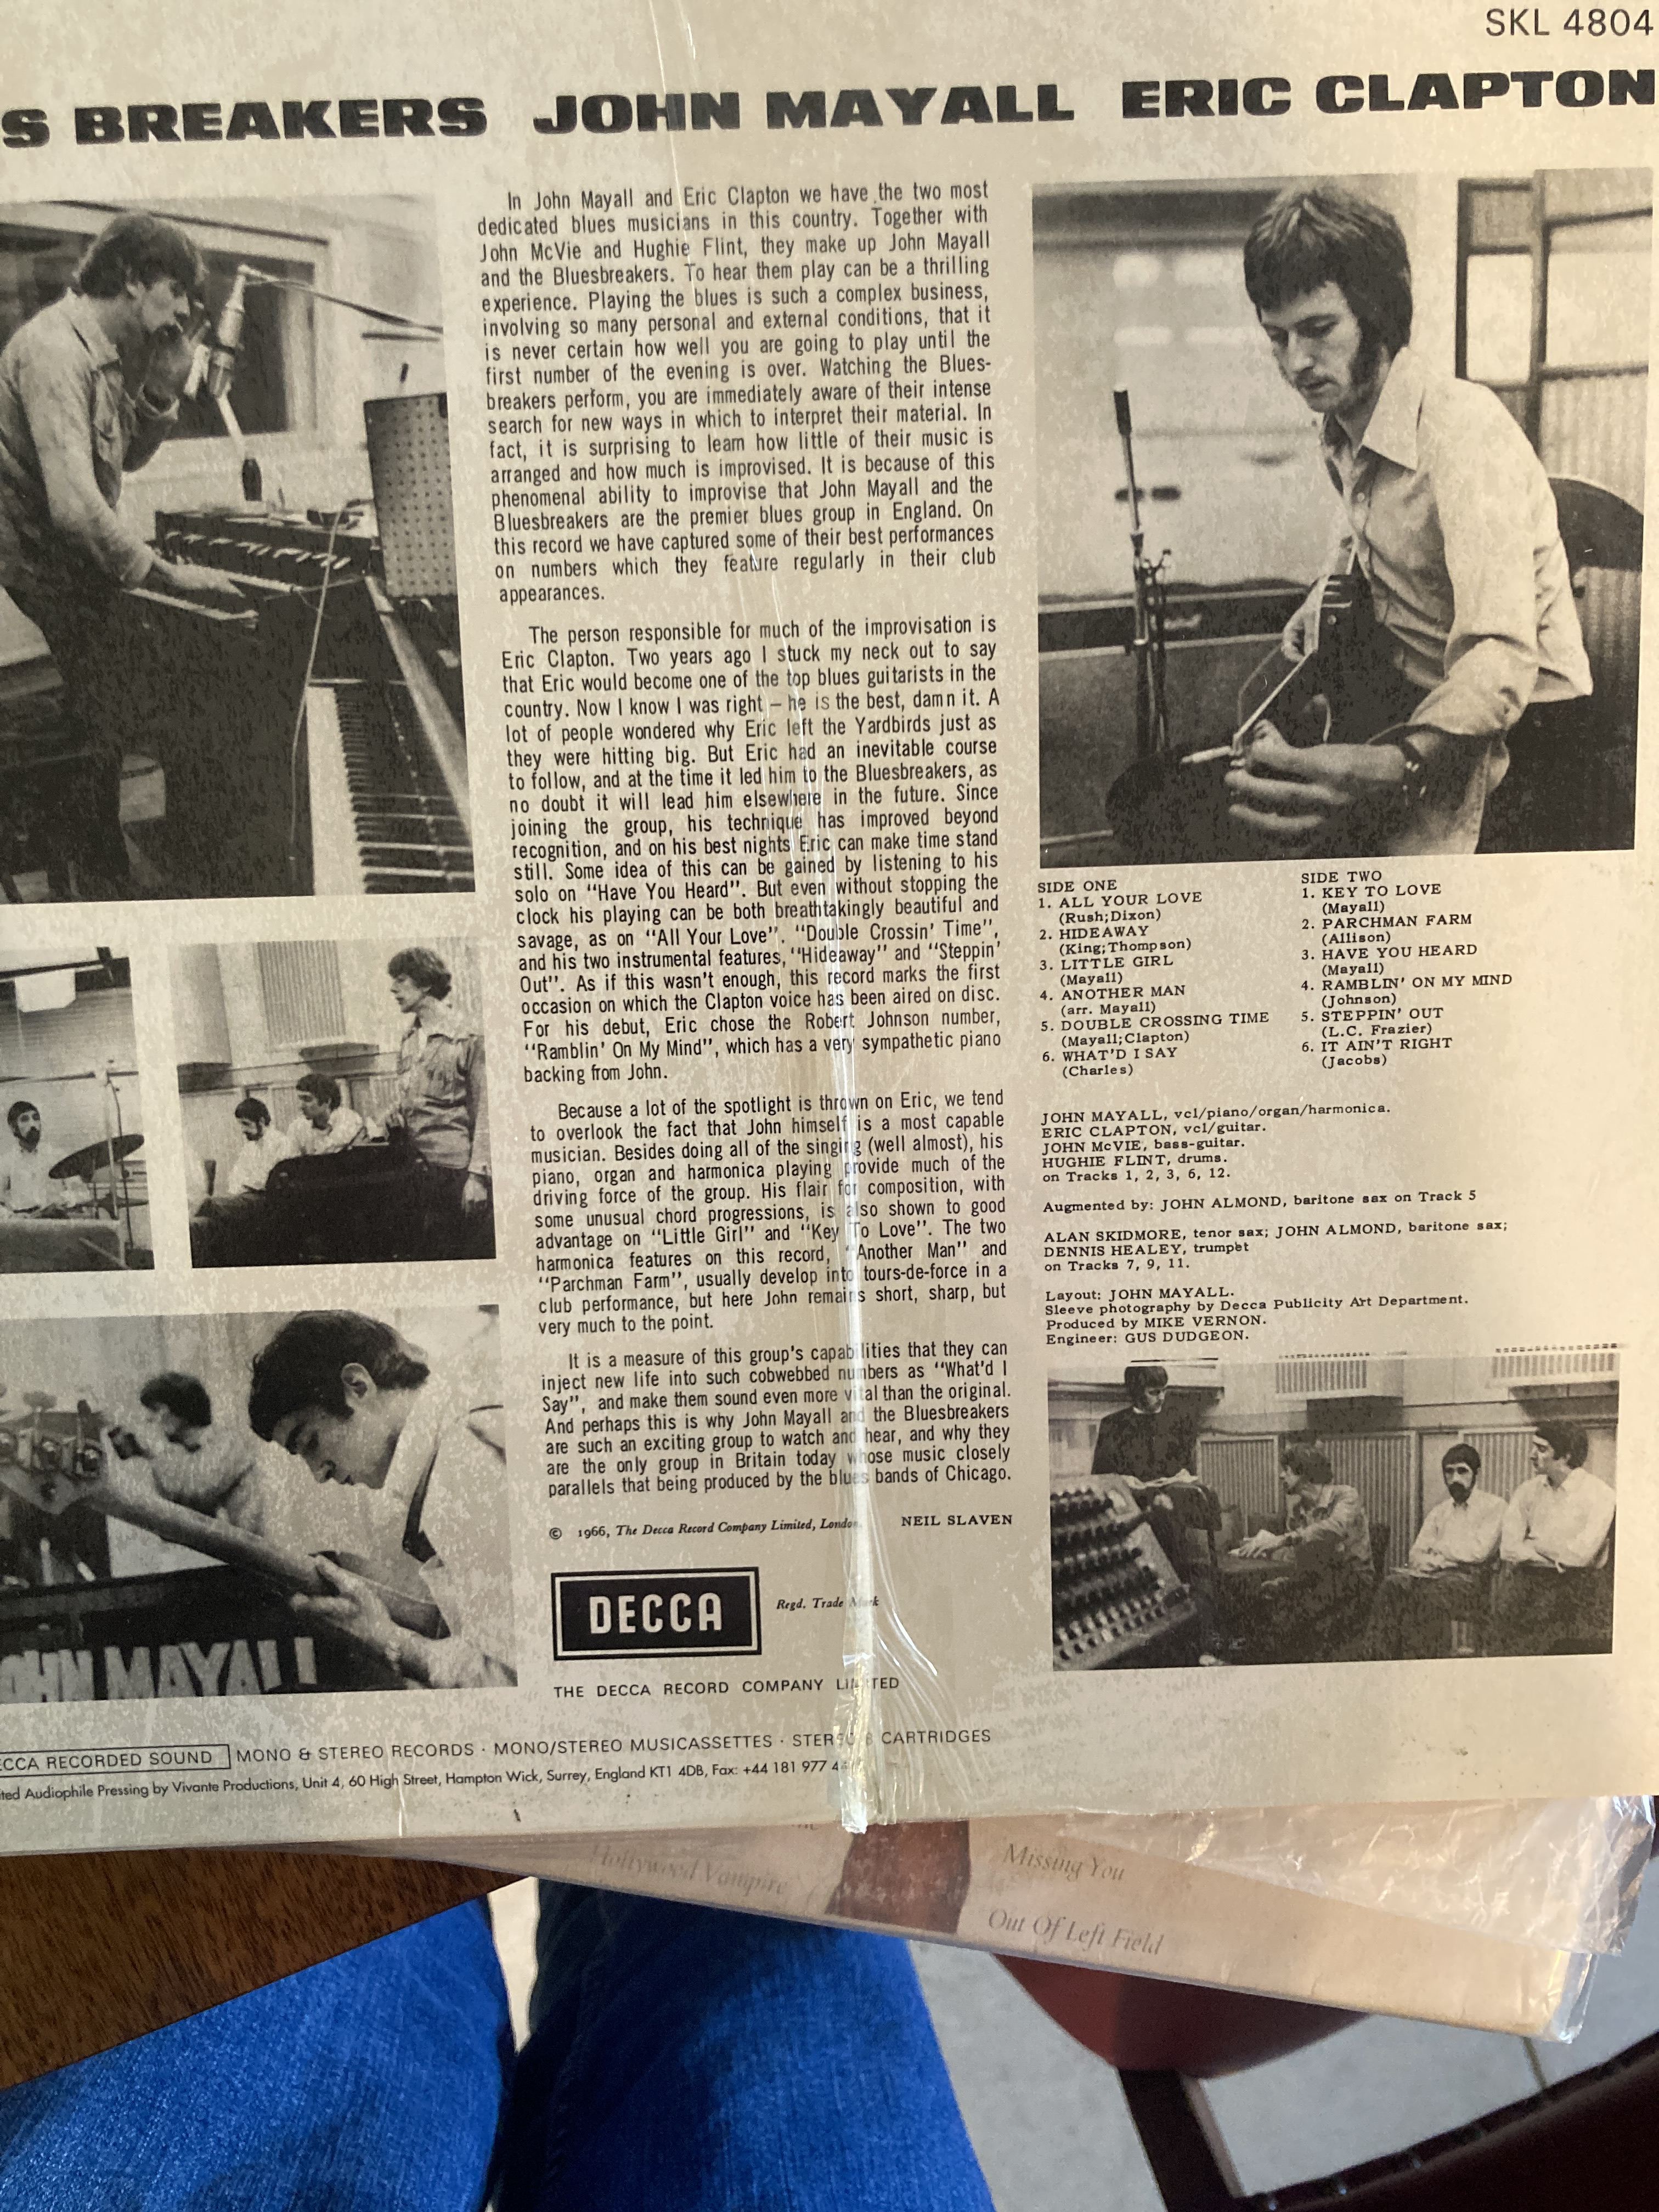 SKL 4804
S BREAKERS JOHN MAYALL ERIC CLAPTON
In John Mayall and Eric Clapton we have the two most
dedicated blues musicians in this country. Together with
John McVie and Hughie Flint, they make up John Mayall
and the Bluesbreakers. To hear them play can be a thrilling
experience. Playing the blues is such a complex business,
involving so many personal and external conditions, that it
is never certain how well you are going to play until the
first number of the evening is over. Watching the Blues-
breakers perform, you are immediately aware of their intense
search for new ways in which to interpret their material. In
fact, it is surprising to learn how little of their music is
arranged and how much is improvised. It is because of this
phenomenal ability to improvise that John Mayall and the
Bluesbreakers are the premier blues group in England. On
this record we have captured some of their best performances
on numbers which they feature regularly in their club
appearances.
The person responsible for much of the improvisation is
Eric Clapton. Two years ago I stuck my neck out to say
that Eric would become one of the top blues guitarists in the
country. Now I know I was right – he is the best, damn it. A
lot of people wondered why Eric left the Yardbirds just as
they were hitting big. But Eric had an inevitable course
to follow, and at the time it led him to the Bluesbreakers, as
no doubt it will lead him elsewhere in the future. Since
joining the group, his technique has improved beyond
recognition, and on his best nights Eric can make time stand
still. Some idea of this can be gained by listening to his
solo on "Have You Heard". But even without stopping the
clock his playing can be both breathtakingly beautiful and
savage, as on "All Your Love". "Double Crossin' Time",
and his two instrumental features, "Hideaway" and "Steppin'
Out". As if this wasn't enough, this record marks the first
occasion on which the Clapton voice has been aired on disc.
For his debut, Eric chose the Robert Johnson number,
"Ramblin' On My Mind", which has a very sympathetic piano
backing from John.
Because a lot of the spotlight is thrown on Eric, we tend
to overlook the fact that John himself is a most capable
musician. Besides doing all of the singing (well almost), his
piano, organ and harmonica playing provide much of the
driving force of the group. His flair for composition, with
some unusual chord progressions, is also shown to good
advantage on "Little Girl" and "Key To Love". The two
harmonica features on this record, "Another Man" and
"Parchman Farm", usually develop into tours-de-force in a
club performance, but here John remains short, sharp, but
very much to the point.
It is a measure of this group's capabilities that they can
inject new life into such cobwebbed numbers as "What'd I
Say", and make them sound even more vital than the original.
And perhaps this is why John Mayall and the Bluesbreakers
are such an exciting group to watch and hear, and why they
are the only group in Britain today whose music closely
parallels that being produced by the blues bands of Chicago.
© 1966, The Decca Record Company Limited, London. NEIL SLAVEN
DECCA
Regd. Trade Mark
THE DECCA RECORD COMPANY LIMITED
SIDE ONE
1. ALL YOUR LOVE
(Rush;Dixon)
2. HIDEAWAY
(King;Thompson)
3. LITTLE GIRL
(Mayall)
4. ANOTHER MAN
(arr. Mayall)
5. DOUBLE CROSSING TIME
(Mayall;Clapton)
6. WHAT'D I SAY
(Charles)
SIDE TWO
1. KEY TO LOVE
(Mayall)
2. PARCHMAN FARM
(Allison)
3. HAVE YOU HEARD
(Mayall)
4. RAMBLIN' ON MY MIND
(Johnson)
5. STEPPIN' OUT
(L.C. Frazier)
6. IT AIN'T RIGHT
(Jacobs)
JOHN MAYALL, vcl/piano/organ/harmonica.
ERIC CLAPTON, vcl/guitar.
JOHN McVIE, bass-guitar.
HUGHIE FLINT, drums.
on Tracks 1, 2, 3, 6, 12.
Augmented by: JOHN ALMOND, baritone sax on Track 5
ALAN SKIDMORE, tenor sax; JOHN ALMOND, baritone sax;
DENNIS HEALEY, trumpet
on Tracks 7, 9, 11.
Layout: JOHN MAYALL.
Sleeve photography by Decca Publicity Art Department.
Produced by MIKE VERNON.
Engineer: GUS DUDGEON.
OHN MAYALL
CCA RECORDED SOUND MONO & STEREO RECORDS · MONO/STEREO MUSICASSETTES · STEREO 8 CARTRIDGES
ted Audiophile Pressing by Vivante Productions, Unit 4, 60 High Street, Hampton Wick, Surrey, England KT1 4DB, Fax: +44 181 977 4
Hollywood Vampire
Missing You
Out Of Left Field